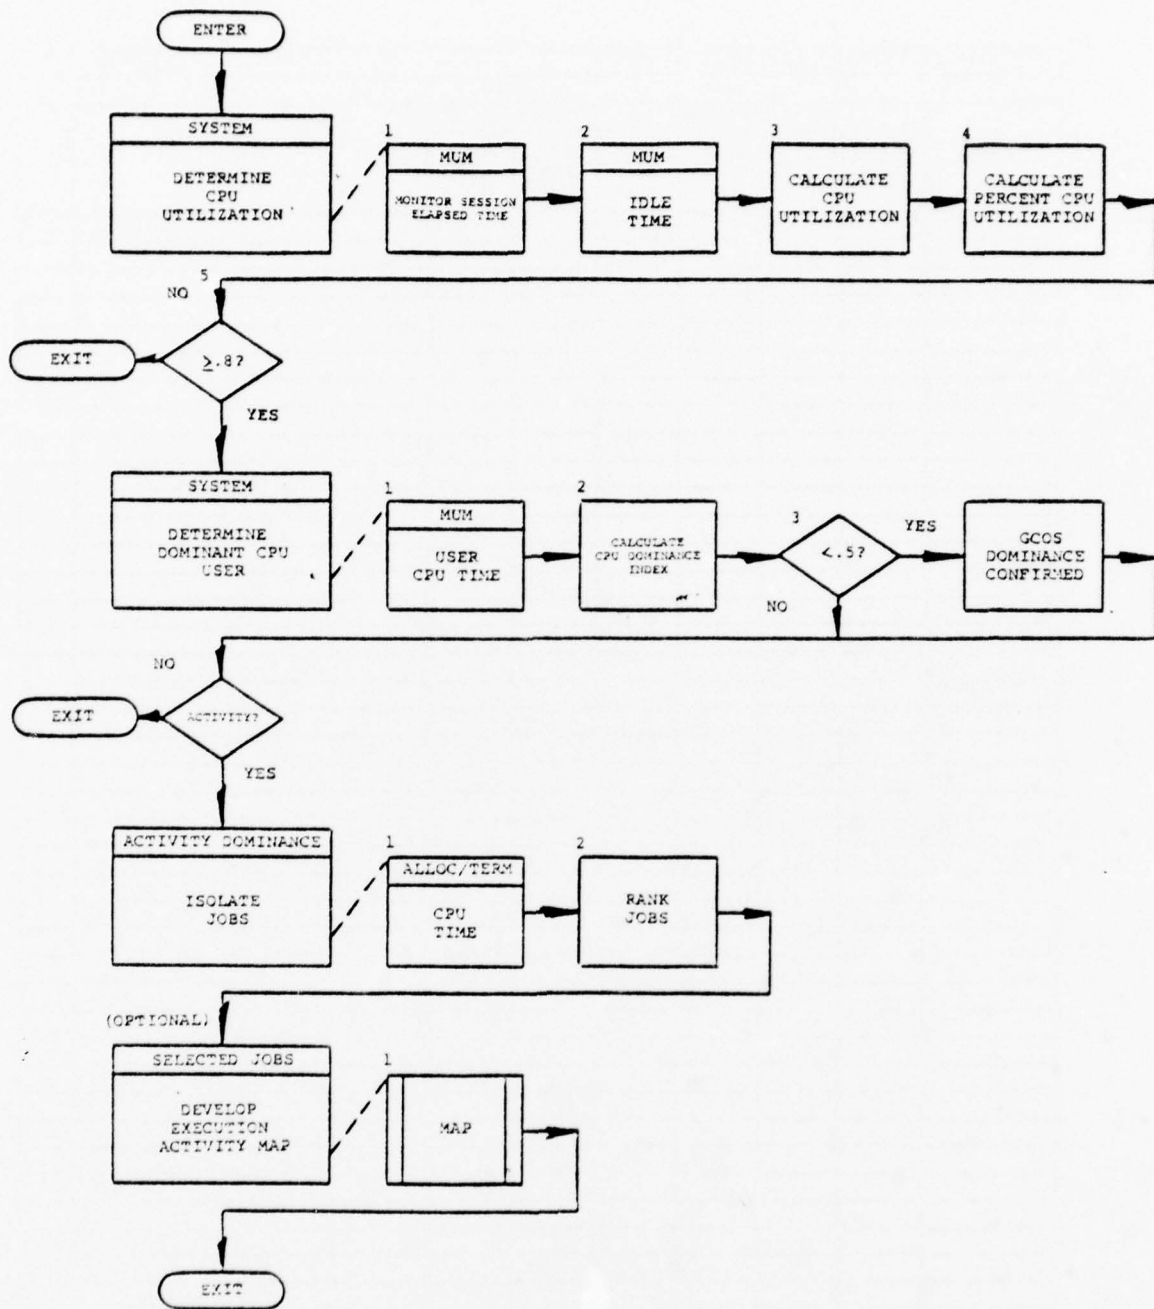 ENTER
SYSTEM
DETERMINE
CPU
UTILIZATION
1
MUM
MONITOR SESSION
ELAPSED TIME
2
MUM
IDLE
TIME
3
CALCULATE
CPU
UTILIZATION
4
CALCULATE
PERCENT CPU
UTILIZATION
5
NO
EXIT
≥.8?
YES
SYSTEM
DETERMINE
DOMINANT CPU
USER
1
MUM
USER
CPU TIME
2
CALCULATE
CPU DOMINANCE
INDEX
3
<.5?
YES
NO
GCOS
DOMINANCE
CONFIRMED
NO
EXIT
ACTIVITY?
YES
ACTIVITY DOMINANCE
ISOLATE
JOBS
1
ALLOC/TERM
CPU
TIME
2
RANK
JOBS
(OPTIONAL)
SELECTED JOBS
DEVELOP
EXECUTION
ACTIVITY MAP
1
MAP
EXIT